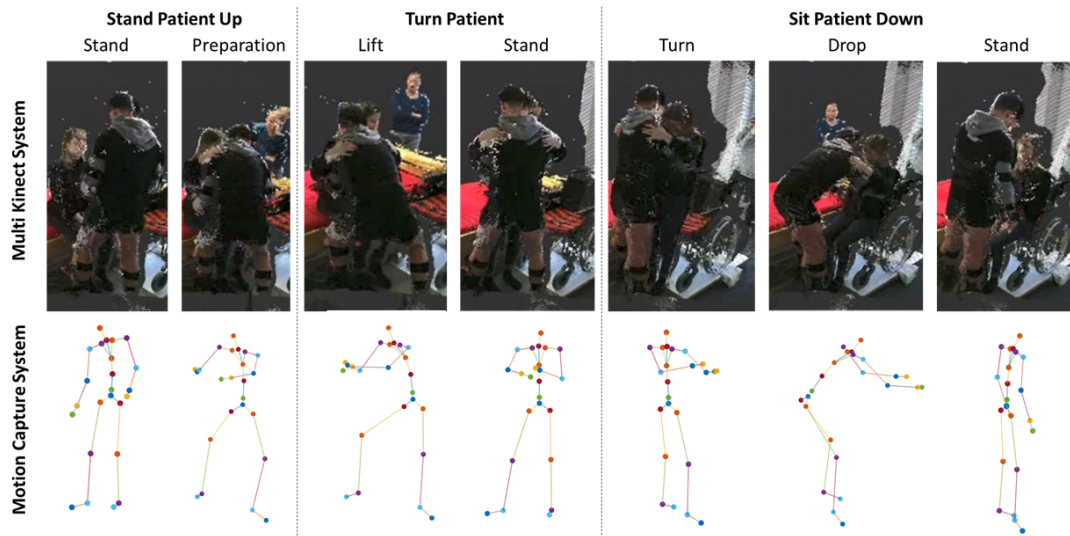 Stand Patient Up Turn Patient Sit Patient Down
Stand Preparation Lift Stand Turn Drop Stand
Multi Kinect System
Motion Capture System